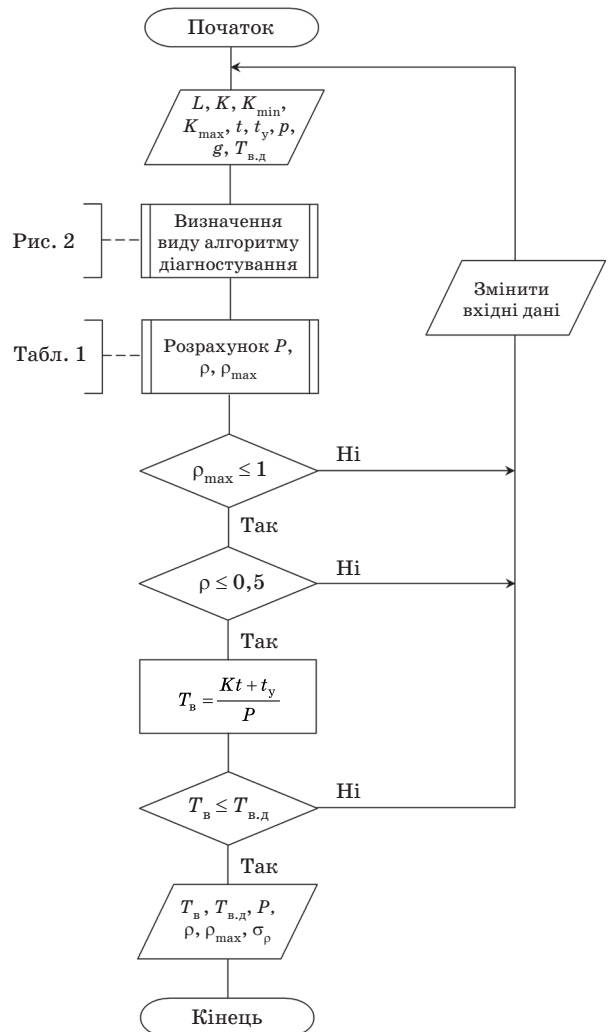 Початок
L, K, K_min,
K_max, t, t_у, p,
g, T_в.д
Рис. 2
Визначення
виду алгоритму
діагностування
Змінити
вхідні дані
Табл. 1
Розрахунок P,
ρ, ρ_max
ρ_max ≤ 1
Ні
Так
ρ ≤ 0,5
Ні
Так
T_в = (Kt + t_у) / P
T_в ≤ T_в.д
Ні
Так
T_в, T_в.д, P,
ρ, ρ_max, σ_ρ
Кінець